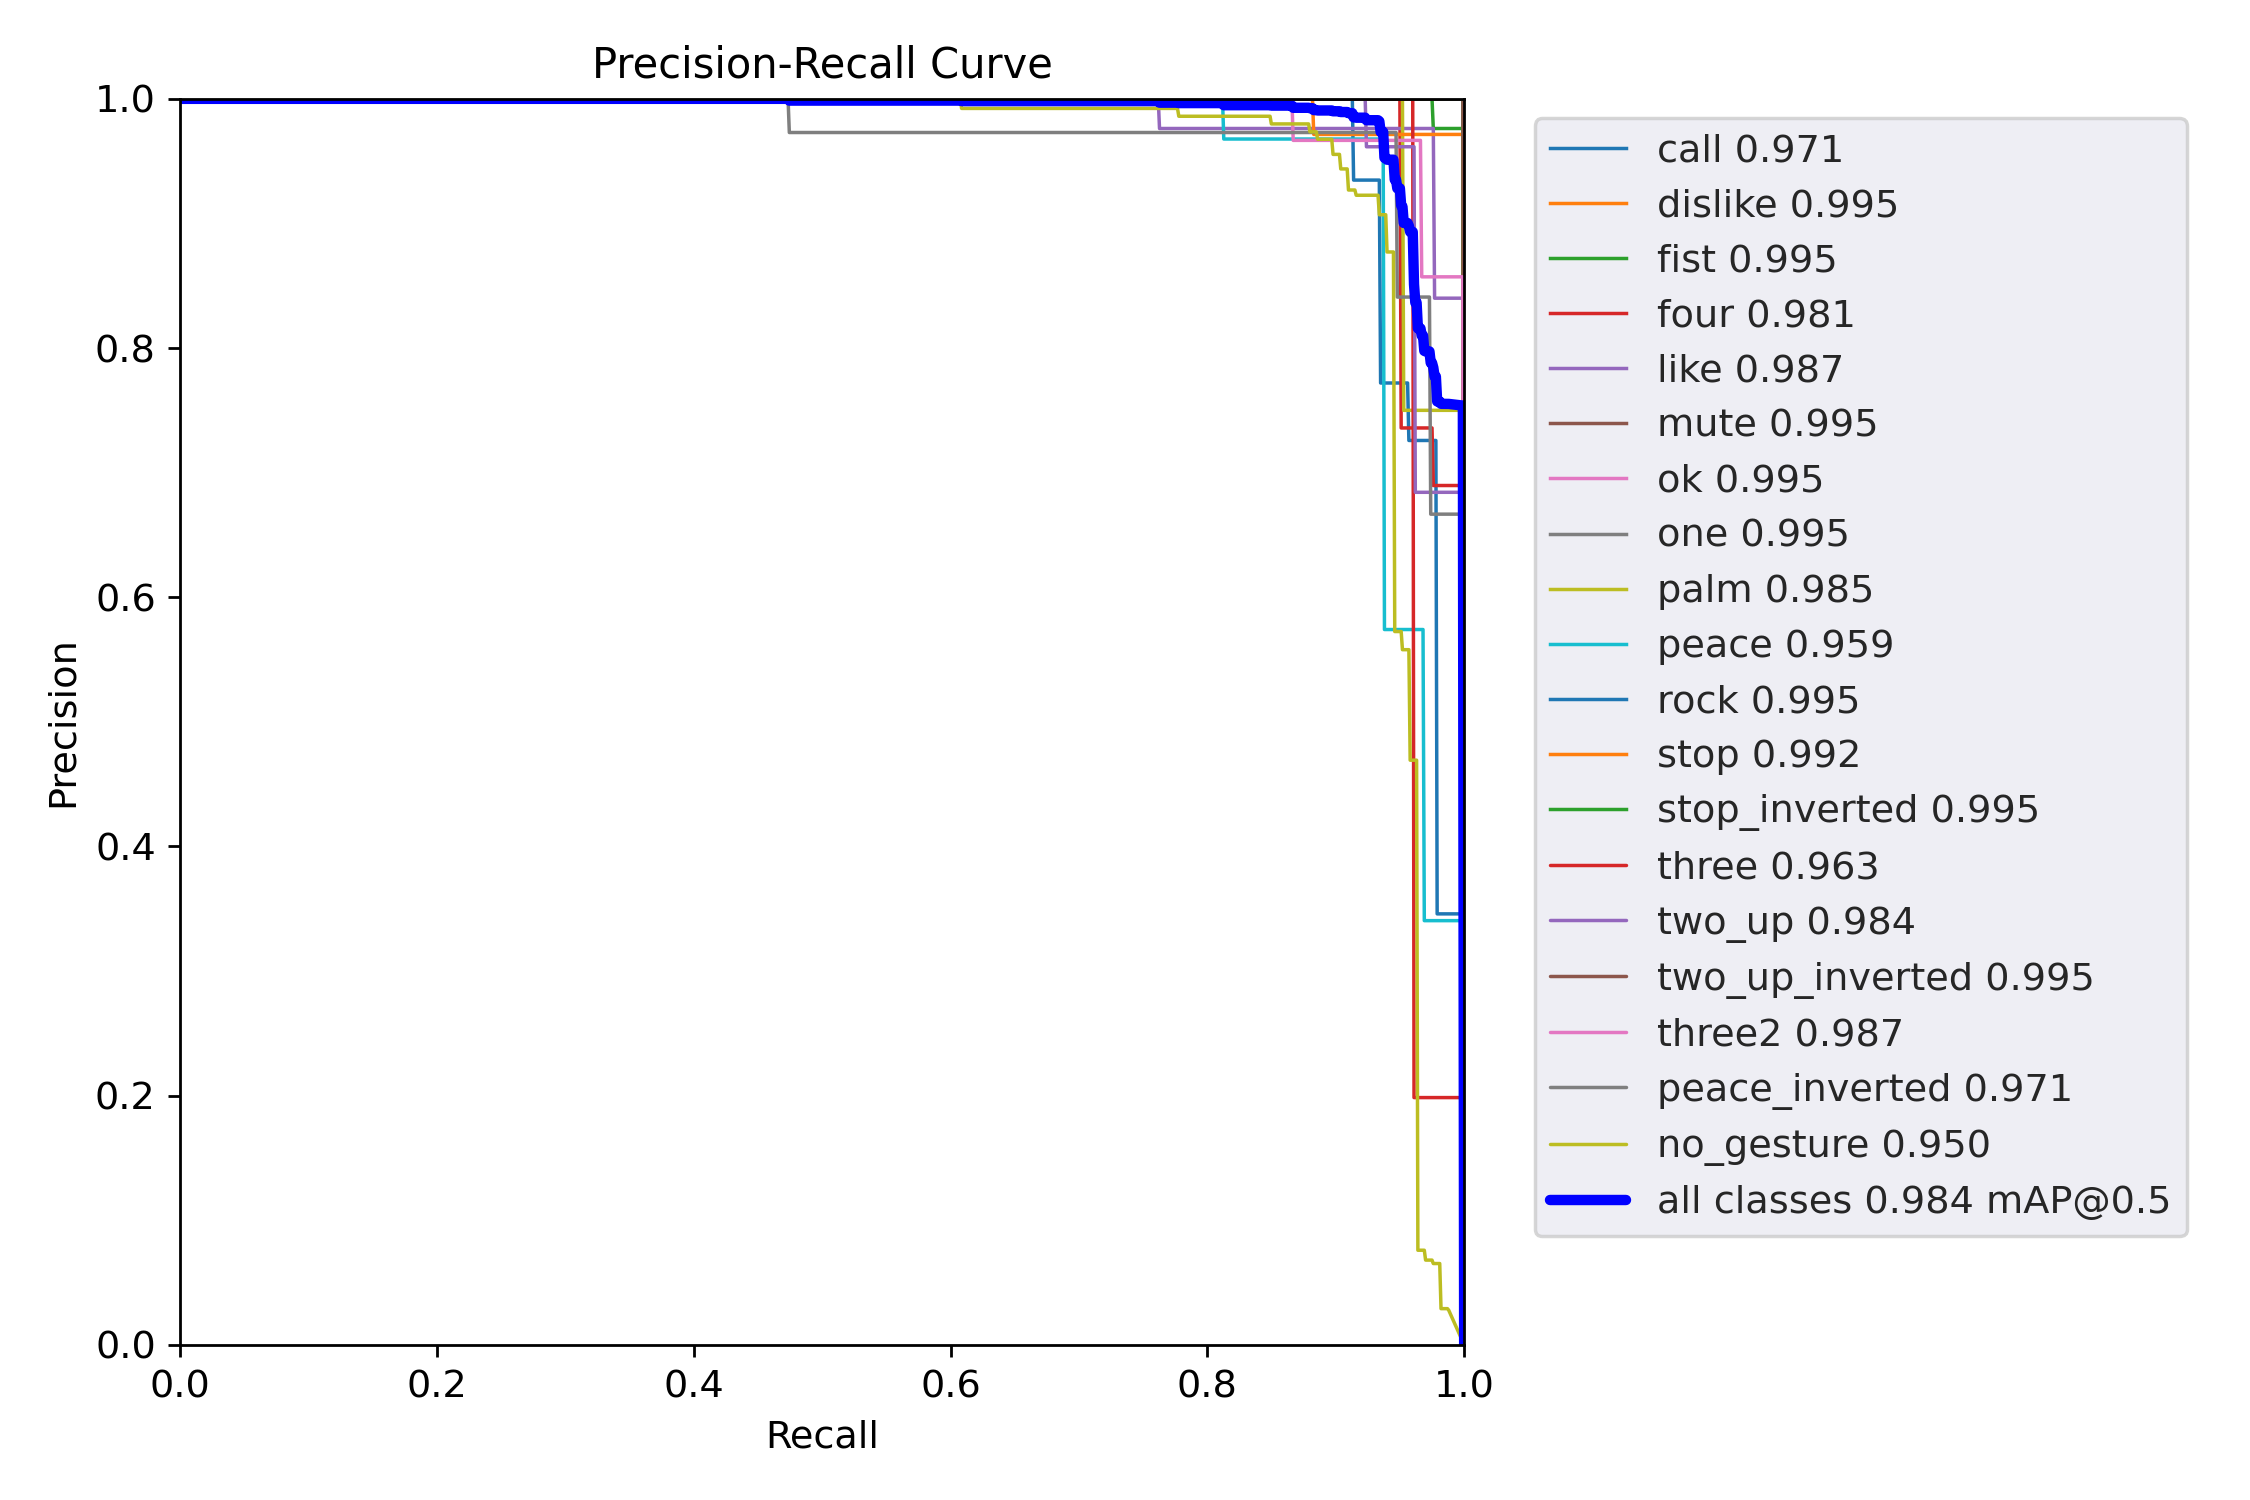 Precision-Recall Curve
1.0
0.8
0.6
0.4
0.2
0.0
Precision
0.0 0.2 0.4 0.6 0.8 1.0
Recall
call 0.971
dislike 0.995
fist 0.995
four 0.981
like 0.987
mute 0.995
ok 0.995
one 0.995
palm 0.985
peace 0.959
rock 0.995
stop 0.992
stop_inverted 0.995
three 0.963
two_up 0.984
two_up_inverted 0.995
three2 0.987
peace_inverted 0.971
no_gesture 0.950
all classes 0.984 mAP@0.5